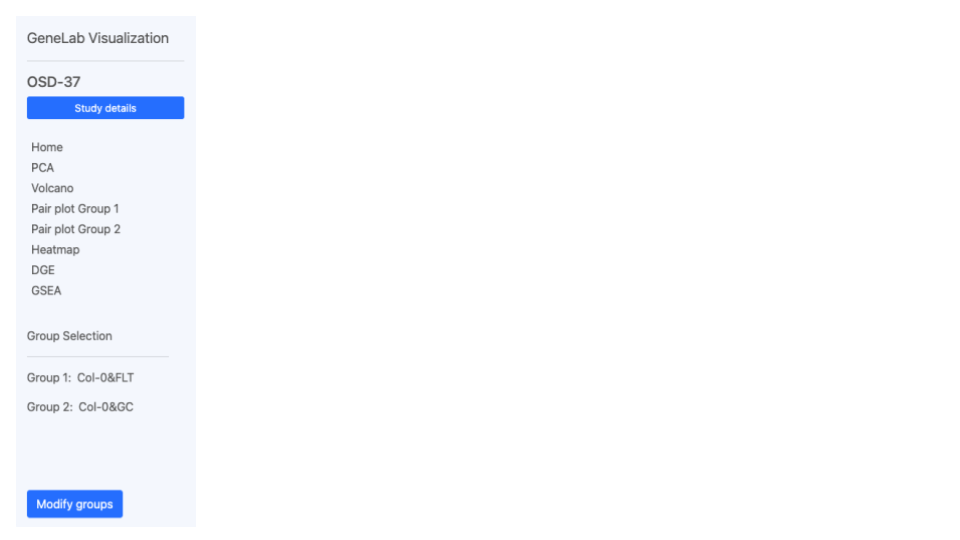 GeneLab Visualization
OSD-37
Study details
Home
PCA
Volcano
Pair plot Group 1
Pair plot Group 2
Heatmap
DGE
GSEA
Group Selection
Group 1: Col-0&FLT
Group 2: Col-0&GC
Modify groups